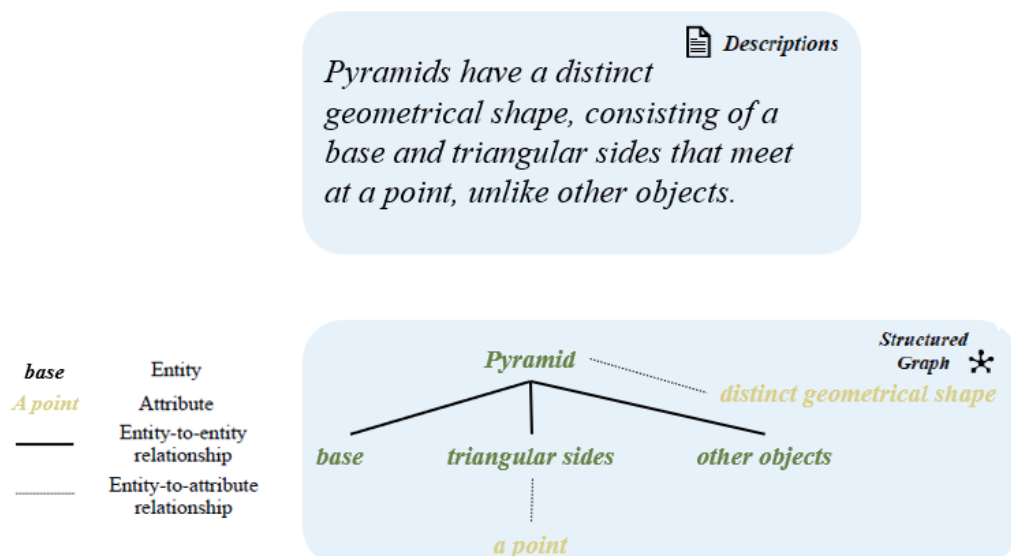 Descriptions
Pyramids have a distinct
geometrical shape, consisting of a
base and triangular sides that meet
at a point, unlike other objects.
Structured
Graph
Pyramid
distinct geometrical shape
base
triangular sides
other objects
a point
base Entity
A point Attribute
Entity-to-entity
relationship
Entity-to-attribute
relationship